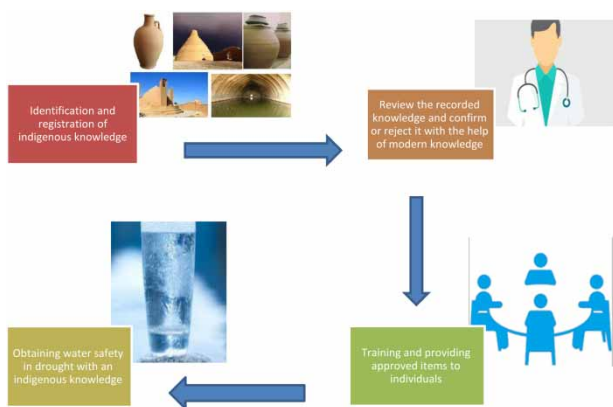 Identification and
registration of
indigenous knowledge
Review the recorded
knowledge and confirm
or reject it with the help
of modern knowledge
Training and providing
approved items to
individuals
Obtaining water safety
in drought with an
indigenous knowledge